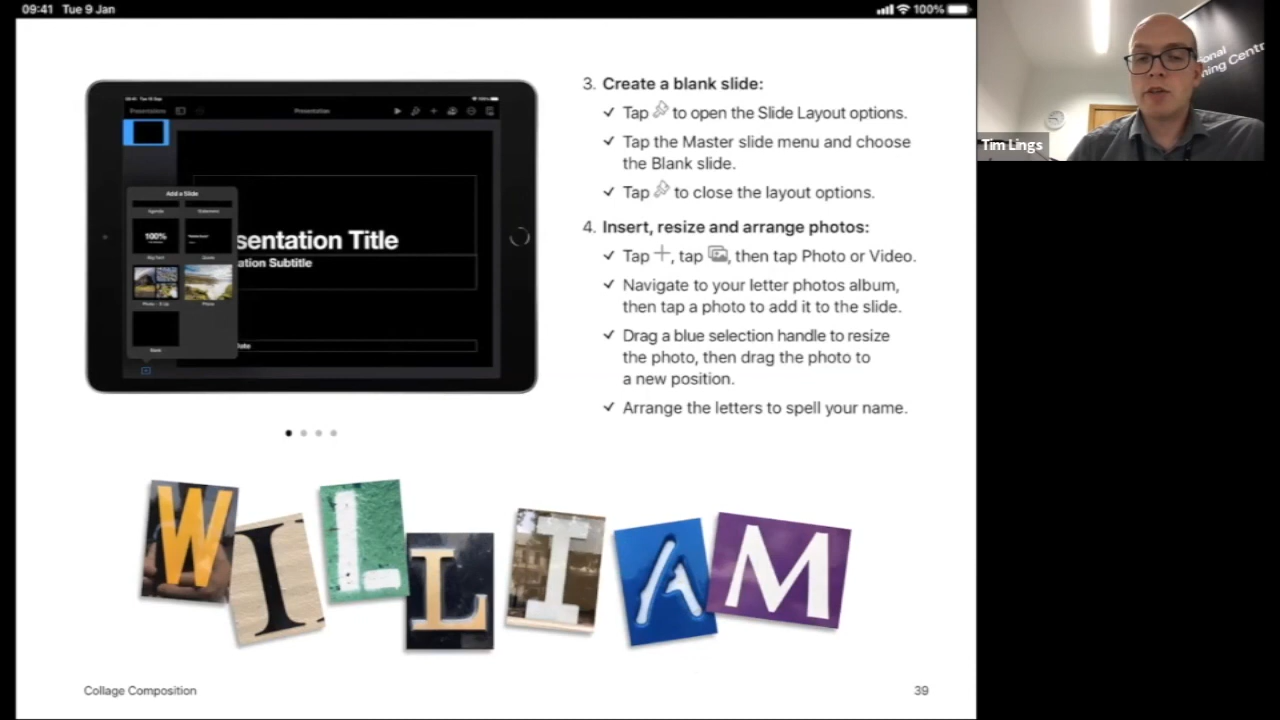 09:41 Tue 9 Jan
100%
Presentation
Add a Slide
100%
Photo
sentation Title
ation Subtitle
3. Create a blank slide:
✓ Tap to open the Slide Layout options.
✓ Tap the Master slide menu and choose
the Blank slide.
✓ Tap to close the layout options.
4. Insert, resize and arrange photos:
✓ Tap , tap , then tap Photo or Video.
✓ Navigate to your letter photos album,
then tap a photo to add it to the slide.
✓ Drag a blue selection handle to resize
the photo, then drag the photo to
a new position.
✓ Arrange the letters to spell your name.
W I L L I A M
Collage Composition
39
Tim Lings
onal
ning Centr